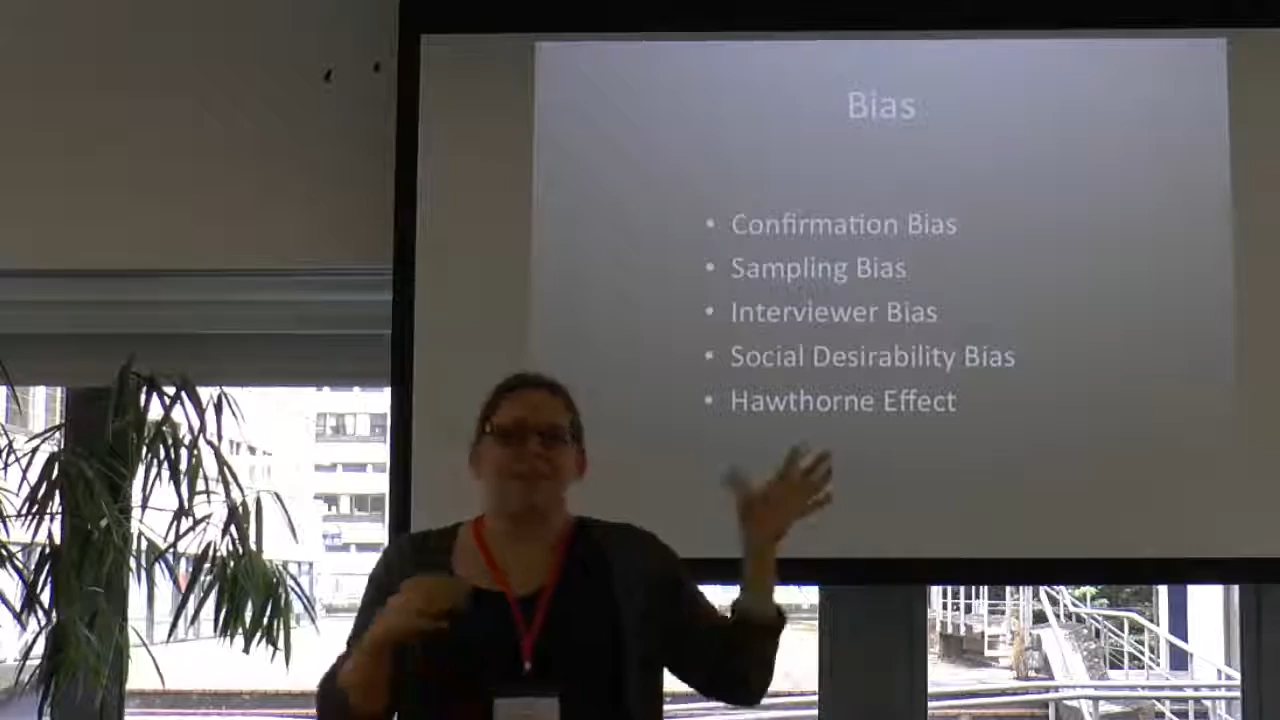 Bias
• Confirmation Bias
• Sampling Bias
• Interviewer Bias
• Social Desirability Bias
• Hawthorne Effect